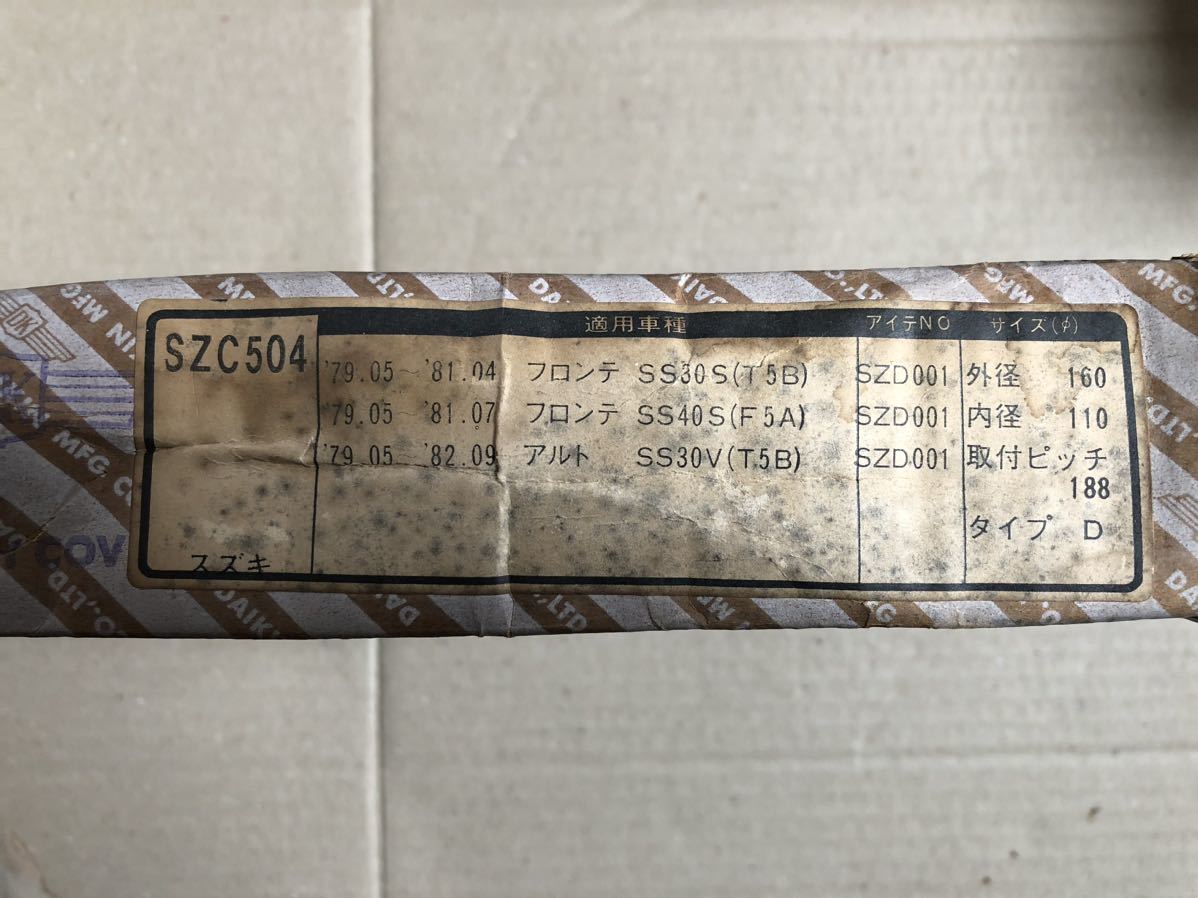 適用車種 アイテNO サイズ(φ)
SZC504
'79.05~'81.04 フロンテ SS30S(T5B) SZD001 外径 160
'79.05~'81.07 フロンテ SS40S(F5A) SZD001 内径 110
'79.05~'82.09 アルト SS30V(T5B) SZD001 取付ピッチ
188
タイプ D
スズキ
DK
MFG
COV